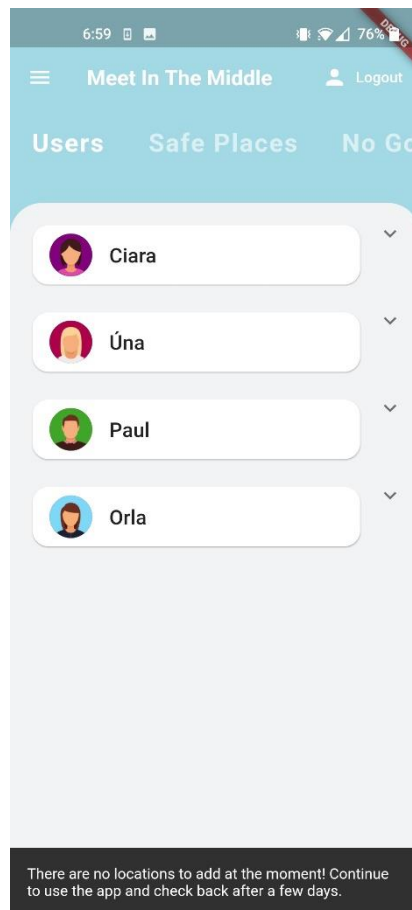 6:59 76%
DEBUG
Meet In The Middle Logout
Users Safe Places No Go
Ciara
Úna
Paul
Orla
There are no locations to add at the moment! Continue
to use the app and check back after a few days.